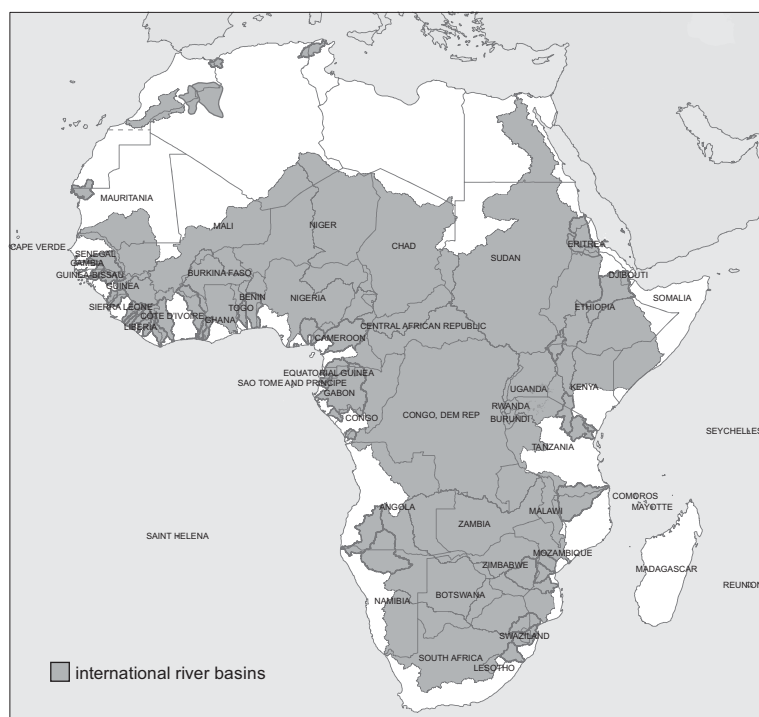 MAURITANIA
MALI
NIGER
CHAD
SUDAN
ERITREA
CAPE VERDE
SENEGAL
GAMBIA
GUINEA-BISSAU
GUINEA
BURKINA FASO
DJIBOUTI
SIERRA LEONE
LIBERIA
COTE D'IVOIRE
GHANA
TOGO
BENIN
NIGERIA
ETHIOPIA
SOMALIA
CAMEROON
CENTRAL AFRICAN REPUBLIC
EQUATORIAL GUINEA
SAO TOME AND PRINCIPE
GABON
CONGO
CONGO, DEM REP
UGANDA
KENYA
RWANDA
BURUNDI
TANZANIA
SEYCHELLES
COMOROS
MAYOTTE
ANGOLA
ZAMBIA
MALAWI
SAINT HELENA
MOZAMBIQUE
ZIMBABWE
MADAGASCAR
NAMIBIA
BOTSWANA
REUNION
SWAZILAND
SOUTH AFRICA
LESOTHO
international river basins